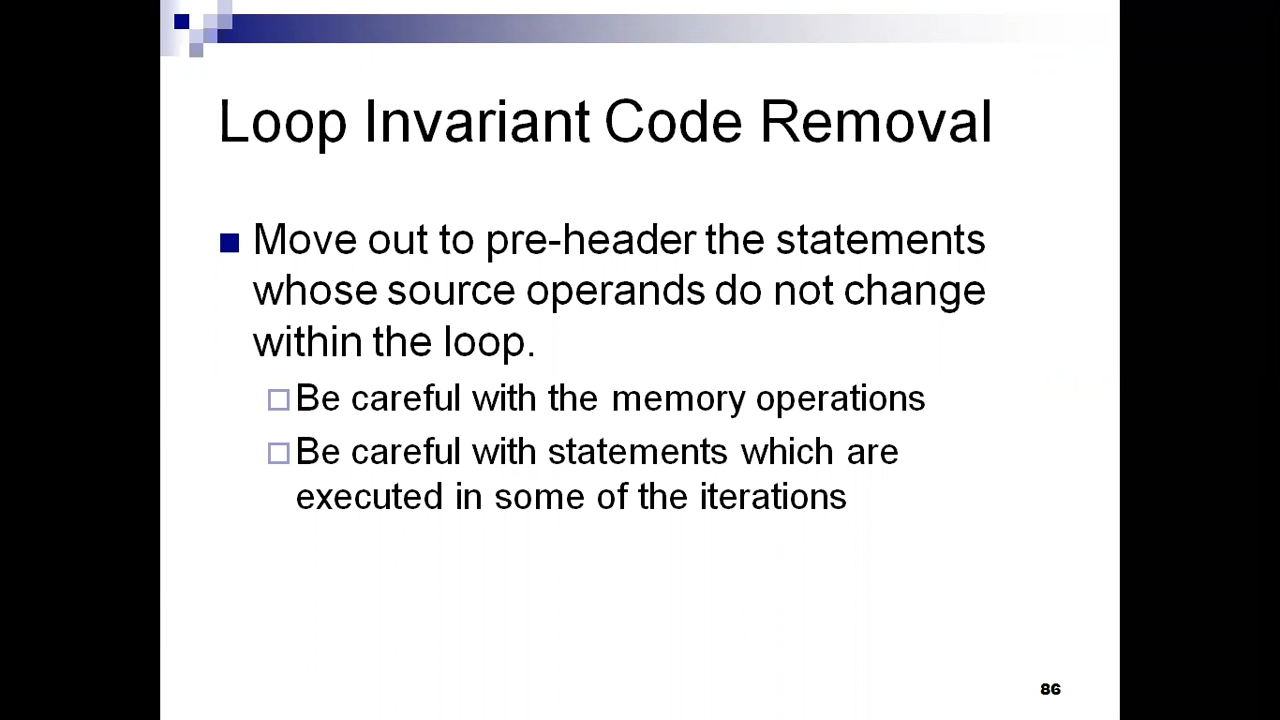 Loop Invariant Code Removal
Move out to pre-header the statements
whose source operands do not change
within the loop.
Be careful with the memory operations
Be careful with statements which are
executed in some of the iterations
86